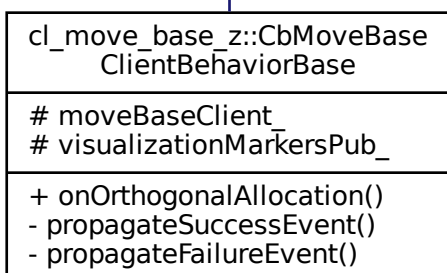 cl_move_base_z::CbMoveBase
ClientBehaviorBase
# moveBaseClient_
# visualizationMarkersPub_
+ onOrthogonalAllocation()
- propagateSuccessEvent()
- propagateFailureEvent()